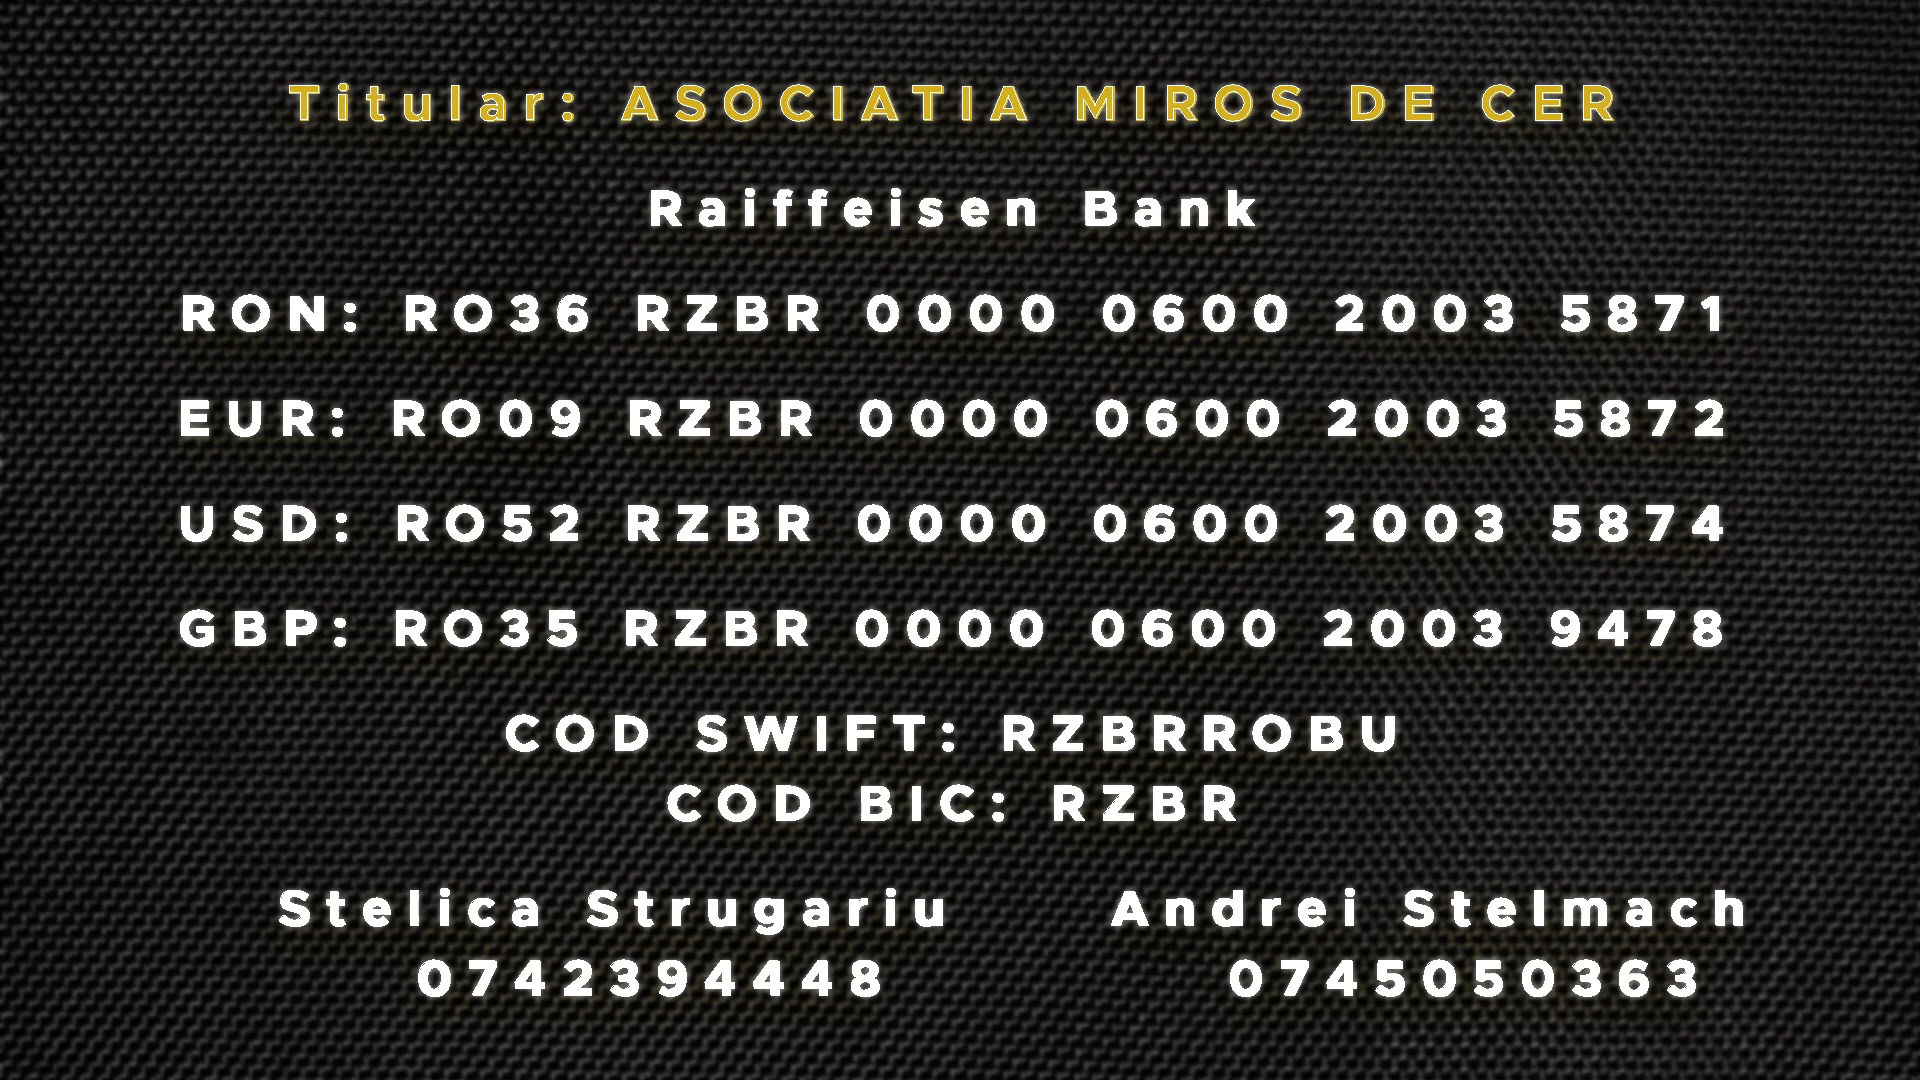 Titular: ASOCIATIA MIROS DE CER
Raiffeisen Bank
RON: RO36 RZBR 0000 0600 2003 5871
EUR: RO09 RZBR 0000 0600 2003 5872
USD: RO52 RZBR 0000 0600 2003 5874
GBP: RO35 RZBR 0000 0600 2003 9478
COD SWIFT: RZBRROBU
COD BIC: RZBR
Stelica Strugariu
0742394448
Andrei Stelmach
0745050363